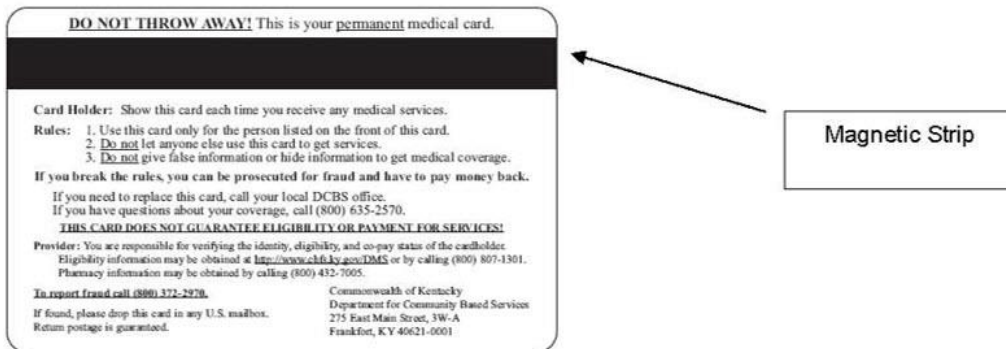 DO NOT THROW AWAY! This is your permanent medical card.
Magnetic Strip
Card Holder: Show this card each time you receive any medical services.
Rules: 1. Use this card only for the person listed on the front of this card.
2. Do not let anyone else use this card to get services.
3. Do not give false information or hide information to get medical coverage.
If you break the rules, you can be prosecuted for fraud and have to pay money back.
If you need to replace this card, call your local DCBS office.
If you have questions about your coverage, call (800) 635-2570.
THIS CARD DOES NOT GUARANTEE ELIGIBILITY OR PAYMENT FOR SERVICES!
Provider: You are responsible for verifying the identity, eligibility, and co-pay status of the cardholder.
Eligibility information may be obtained at http://www.chfs.ky.gov/DMS or by calling (800) 807-1301.
Pharmacy information may be obtained by calling (800) 432-7005.
To report fraud call (800) 372-2970.
If found, please drop this card in any U.S. mailbox.
Return postage is guaranteed.
Commonwealth of Kentucky
Department for Community Based Services
275 East Main Street, 3W-A
Frankfort, KY 40621-0001